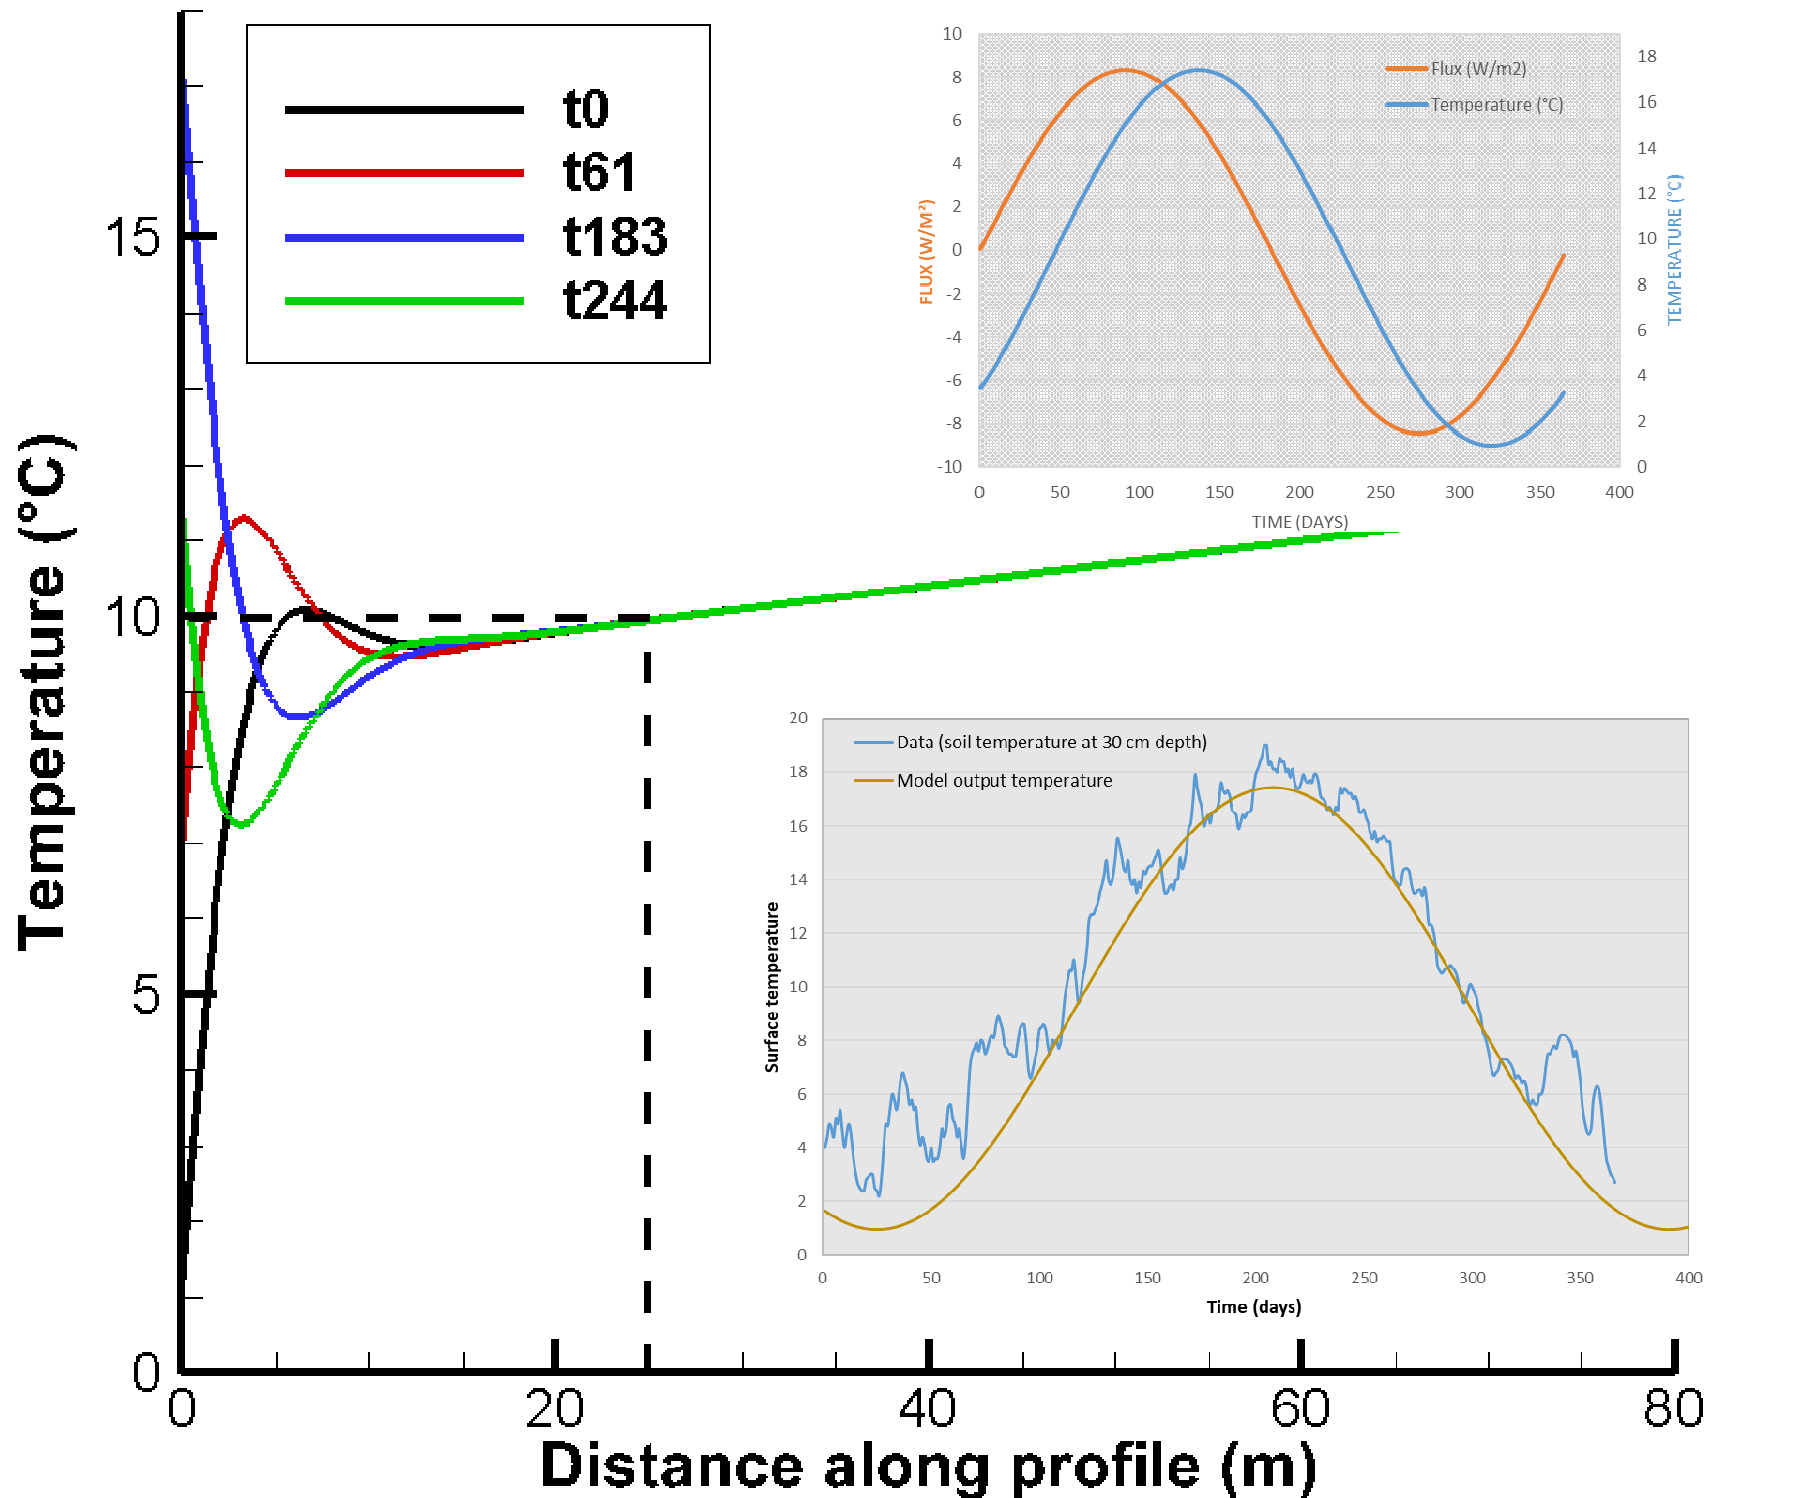 t0
t61
t183
t244
15
10
5
0
Temperature (°C)
0 20 40 60 80
Distance along profile (m)
10
8
6
4
2
0
-2
-4
-6
-8
-10
FLUX (W/M²)
Flux (W/m2)
Temperature (°C)
18
16
14
12
10
8
6
4
2
0
TEMPERATURE (°C)
0 50 100 150 200 250 300 350 400
TIME (DAYS)
20
18
16
14
12
10
8
6
4
2
0
Surface temperature
Data (soil temperature at 30 cm depth)
Model output temperature
0 50 100 150 200 250 300 350 400
Time (days)